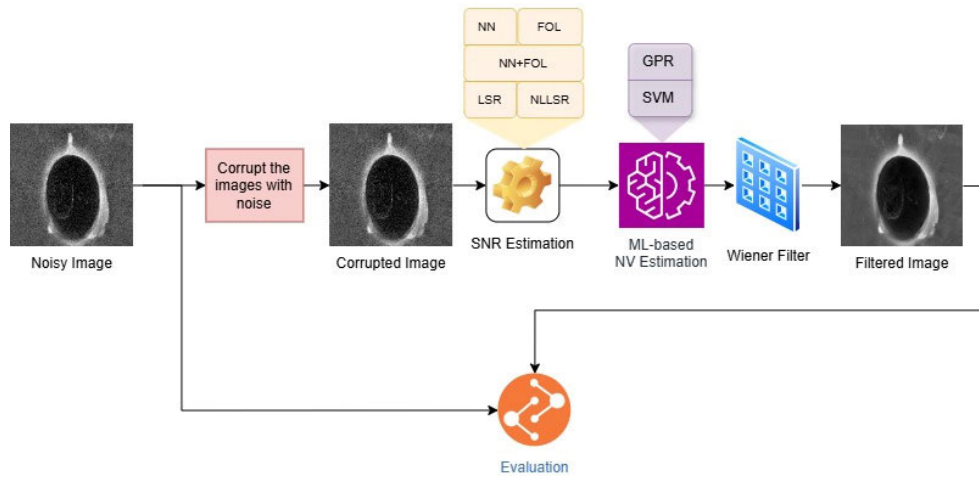 NN
FOL
NN+FOL
LSR
NLLSR
GPR
SVM
Corrupt the
images with
noise
Noisy Image
Corrupted Image
SNR Estimation
ML-based
NV Estimation
Wiener Filter
Filtered Image
Evaluation